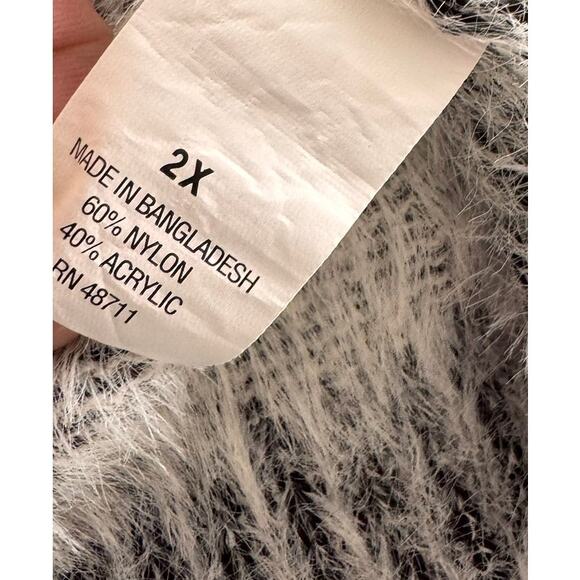 2X
MADE IN BANGLADESH
60% NYLON
40% ACRYLIC
RN 48711